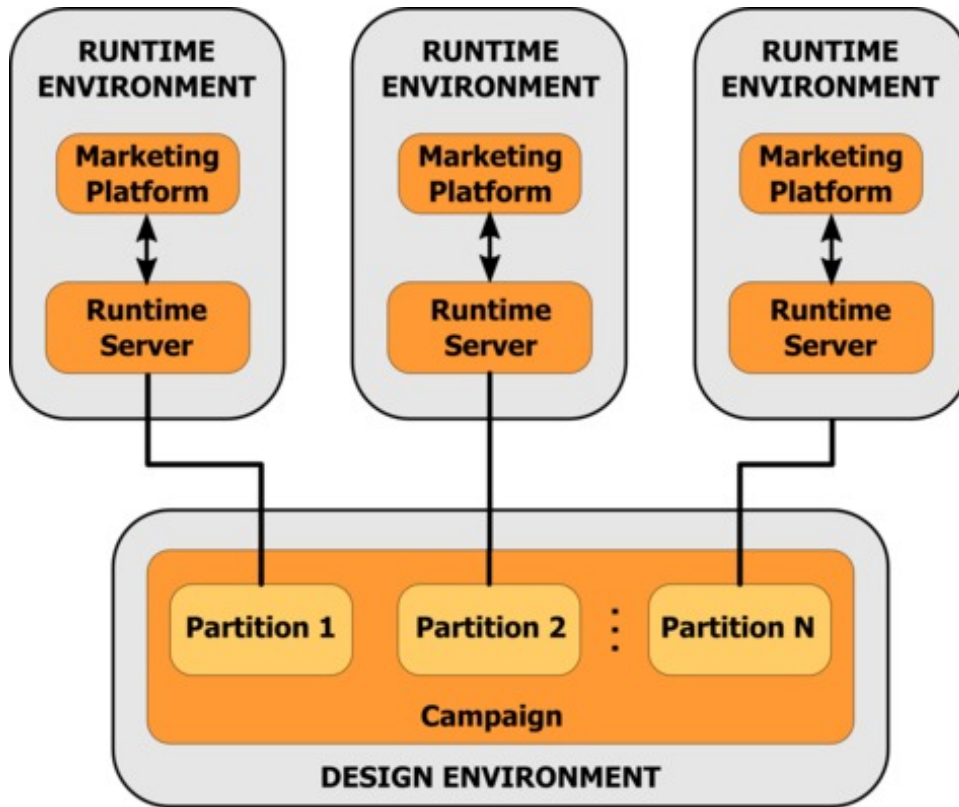 RUNTIME
ENVIRONMENT
Marketing
Platform
Runtime
Server
RUNTIME
ENVIRONMENT
Marketing
Platform
Runtime
Server
RUNTIME
ENVIRONMENT
Marketing
Platform
Runtime
Server
Partition 1
Partition 2
Partition N
Campaign
DESIGN ENVIRONMENT